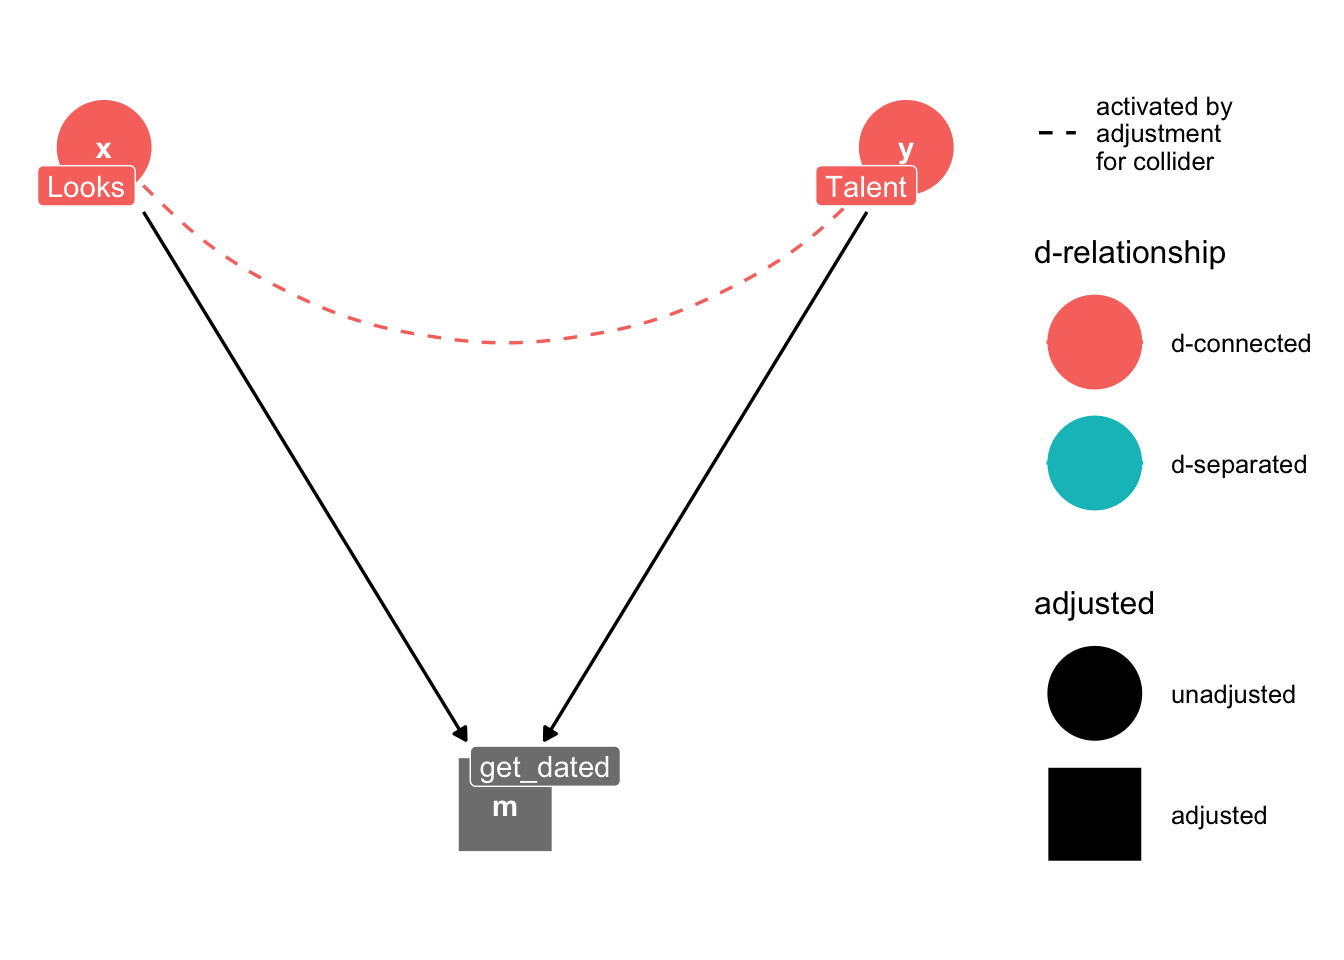 x
Looks
y
Talent
get_dated
m
activated by
adjustment
for collider
d-relationship
d-connected
d-separated
adjusted
unadjusted
adjusted